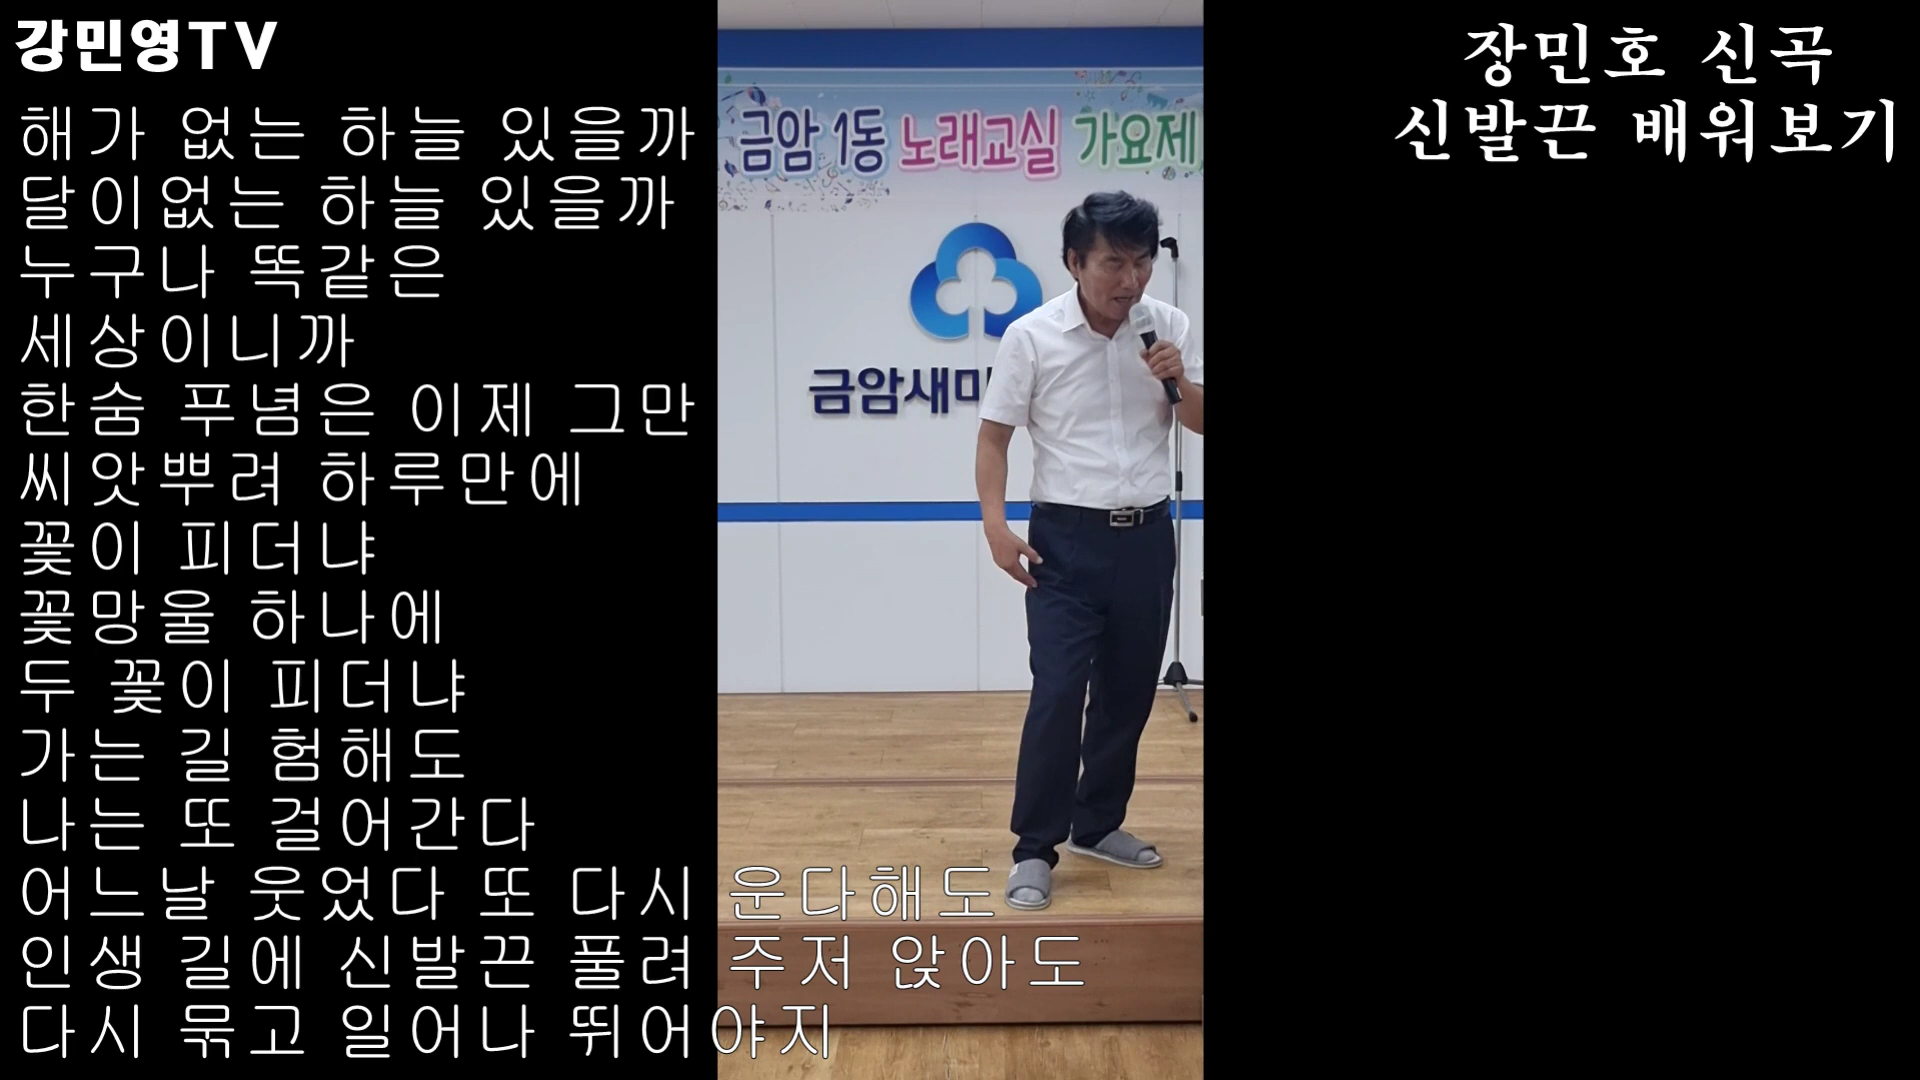 강민영TV
장민호 신곡
신발끈 배워보기
해가 없는 하늘 있을까
달이없는 하늘 있을까
누구나 똑같은
세상이니까
한숨 푸념은 이제 그만
씨앗뿌려 하루만에
꽃이 피더냐
꽃망울 하나에
두 꽃이 피더냐
가는 길 험해도
나는 또 걸어간다
어느날 웃었다 또 다시 운다해도
인생 길에 신발끈 풀려 주저 앉아도
다시 묶고 일어나 뛰어야지
금암 1동 노래교실 가요제
금암새마